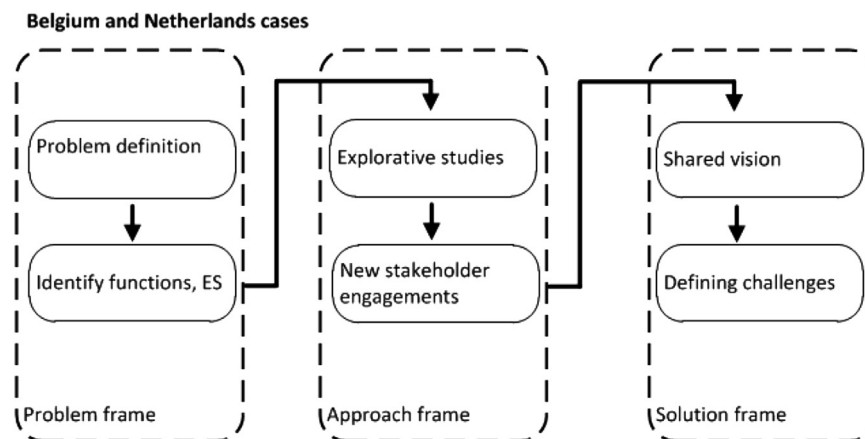 Belgium and Netherlands cases
Problem definition
Identify functions, ES
Problem frame
Explorative studies
New stakeholder
engagements
Approach frame
Shared vision
Defining challenges
Solution frame